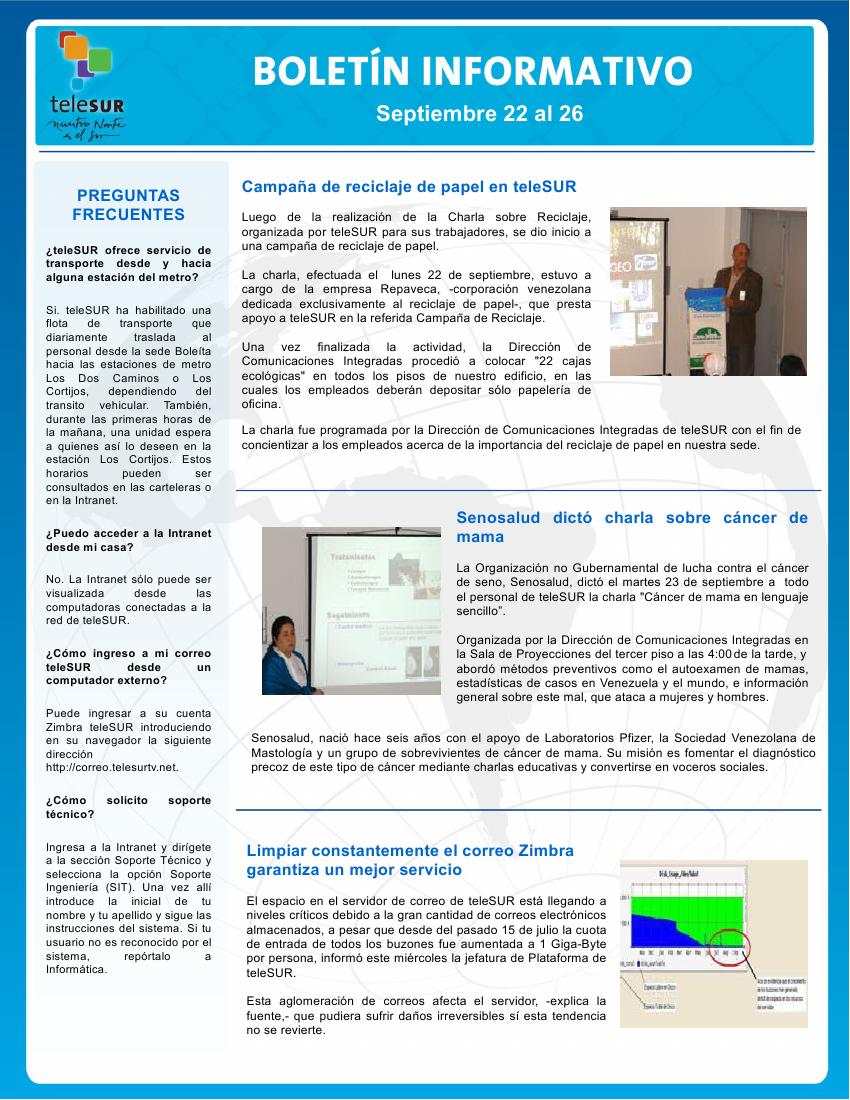 teleSUR
nuestro Norte
es el Sur
BOLETÍN INFORMATIVO
Septiembre 22 al 26
PREGUNTAS
FRECUENTES
¿teleSUR ofrece servicio de
transporte desde y hacia
alguna estación del metro?
Si. teleSUR ha habilitado una
flota de transporte que
diariamente traslada al
personal desde la sede Boleíta
hacia las estaciones de metro
Los Dos Caminos o Los
Cortijos, dependiendo del
transito vehicular. También,
durante las primeras horas de
la mañana, una unidad espera
a quienes así lo deseen en la
estación Los Cortijos. Estos
horarios pueden ser
consultados en las carteleras o
en la Intranet.
¿Puedo acceder a la Intranet
desde mi casa?
No. La Intranet sólo puede ser
visualizada desde las
computadoras conectadas a la
red de teleSUR.
¿Cómo ingreso a mi correo
teleSUR desde un
computador externo?
Puede ingresar a su cuenta
Zimbra teleSUR introduciendo
en su navegador la siguiente
dirección
http://correo.telesurtv.net.
¿Cómo solicito soporte
técnico?
Ingresa a la Intranet y dirígete
a la sección Soporte Técnico y
selecciona la opción Soporte
Ingeniería (SIT). Una vez allí
introduce la inicial de tu
nombre y tu apellido y sigue las
instrucciones del sistema. Si tu
usuario no es reconocido por el
sistema, repórtalo a
Informática.
Campaña de reciclaje de papel en teleSUR
Luego de la realización de la Charla sobre Reciclaje,
organizada por teleSUR para sus trabajadores, se dio inicio a
una campaña de reciclaje de papel.
La charla, efectuada el lunes 22 de septiembre, estuvo a
cargo de la empresa Repaveca, -corporación venezolana
dedicada exclusivamente al reciclaje de papel-, que presta
apoyo a teleSUR en la referida Campaña de Reciclaje.
Una vez finalizada la actividad, la Dirección de
Comunicaciones Integradas procedió a colocar "22 cajas
ecológicas" en todos los pisos de nuestro edificio, en las
cuales los empleados deberán depositar sólo papelería de
oficina.
La charla fue programada por la Dirección de Comunicaciones Integradas de teleSUR con el fin de
concientizar a los empleados acerca de la importancia del reciclaje de papel en nuestra sede.
Senosalud dictó charla sobre cáncer de
mama
La Organización no Gubernamental de lucha contra el cáncer
de seno, Senosalud, dictó el martes 23 de septiembre a todo
el personal de teleSUR la charla "Cáncer de mama en lenguaje
sencillo".
Organizada por la Dirección de Comunicaciones Integradas en
la Sala de Proyecciones del tercer piso a las 4:00 de la tarde, y
abordó métodos preventivos como el autoexamen de mamas,
estadísticas de casos en Venezuela y el mundo, e información
general sobre este mal, que ataca a mujeres y hombres.
Tratamientos
Seguimiento
Senosalud, nació hace seis años con el apoyo de Laboratorios Pfizer, la Sociedad Venezolana de
Mastología y un grupo de sobrevivientes de cáncer de mama. Su misión es fomentar el diagnóstico
precoz de este tipo de cáncer mediante charlas educativas y convertirse en voceros sociales.
Limpiar constantemente el correo Zimbra
garantiza un mejor servicio
El espacio en el servidor de correo de teleSUR está llegando a
niveles críticos debido a la gran cantidad de correos electrónicos
almacenados, a pesar que desde del pasado 15 de julio la cuota
de entrada de todos los buzones fue aumentada a 1 Giga-Byte
por persona, informó este miércoles la jefatura de Plataforma de
teleSUR.
Esta aglomeración de correos afecta el servidor, -explica la
fuente,- que pudiera sufrir daños irreversibles sí esta tendencia
no se revierte.